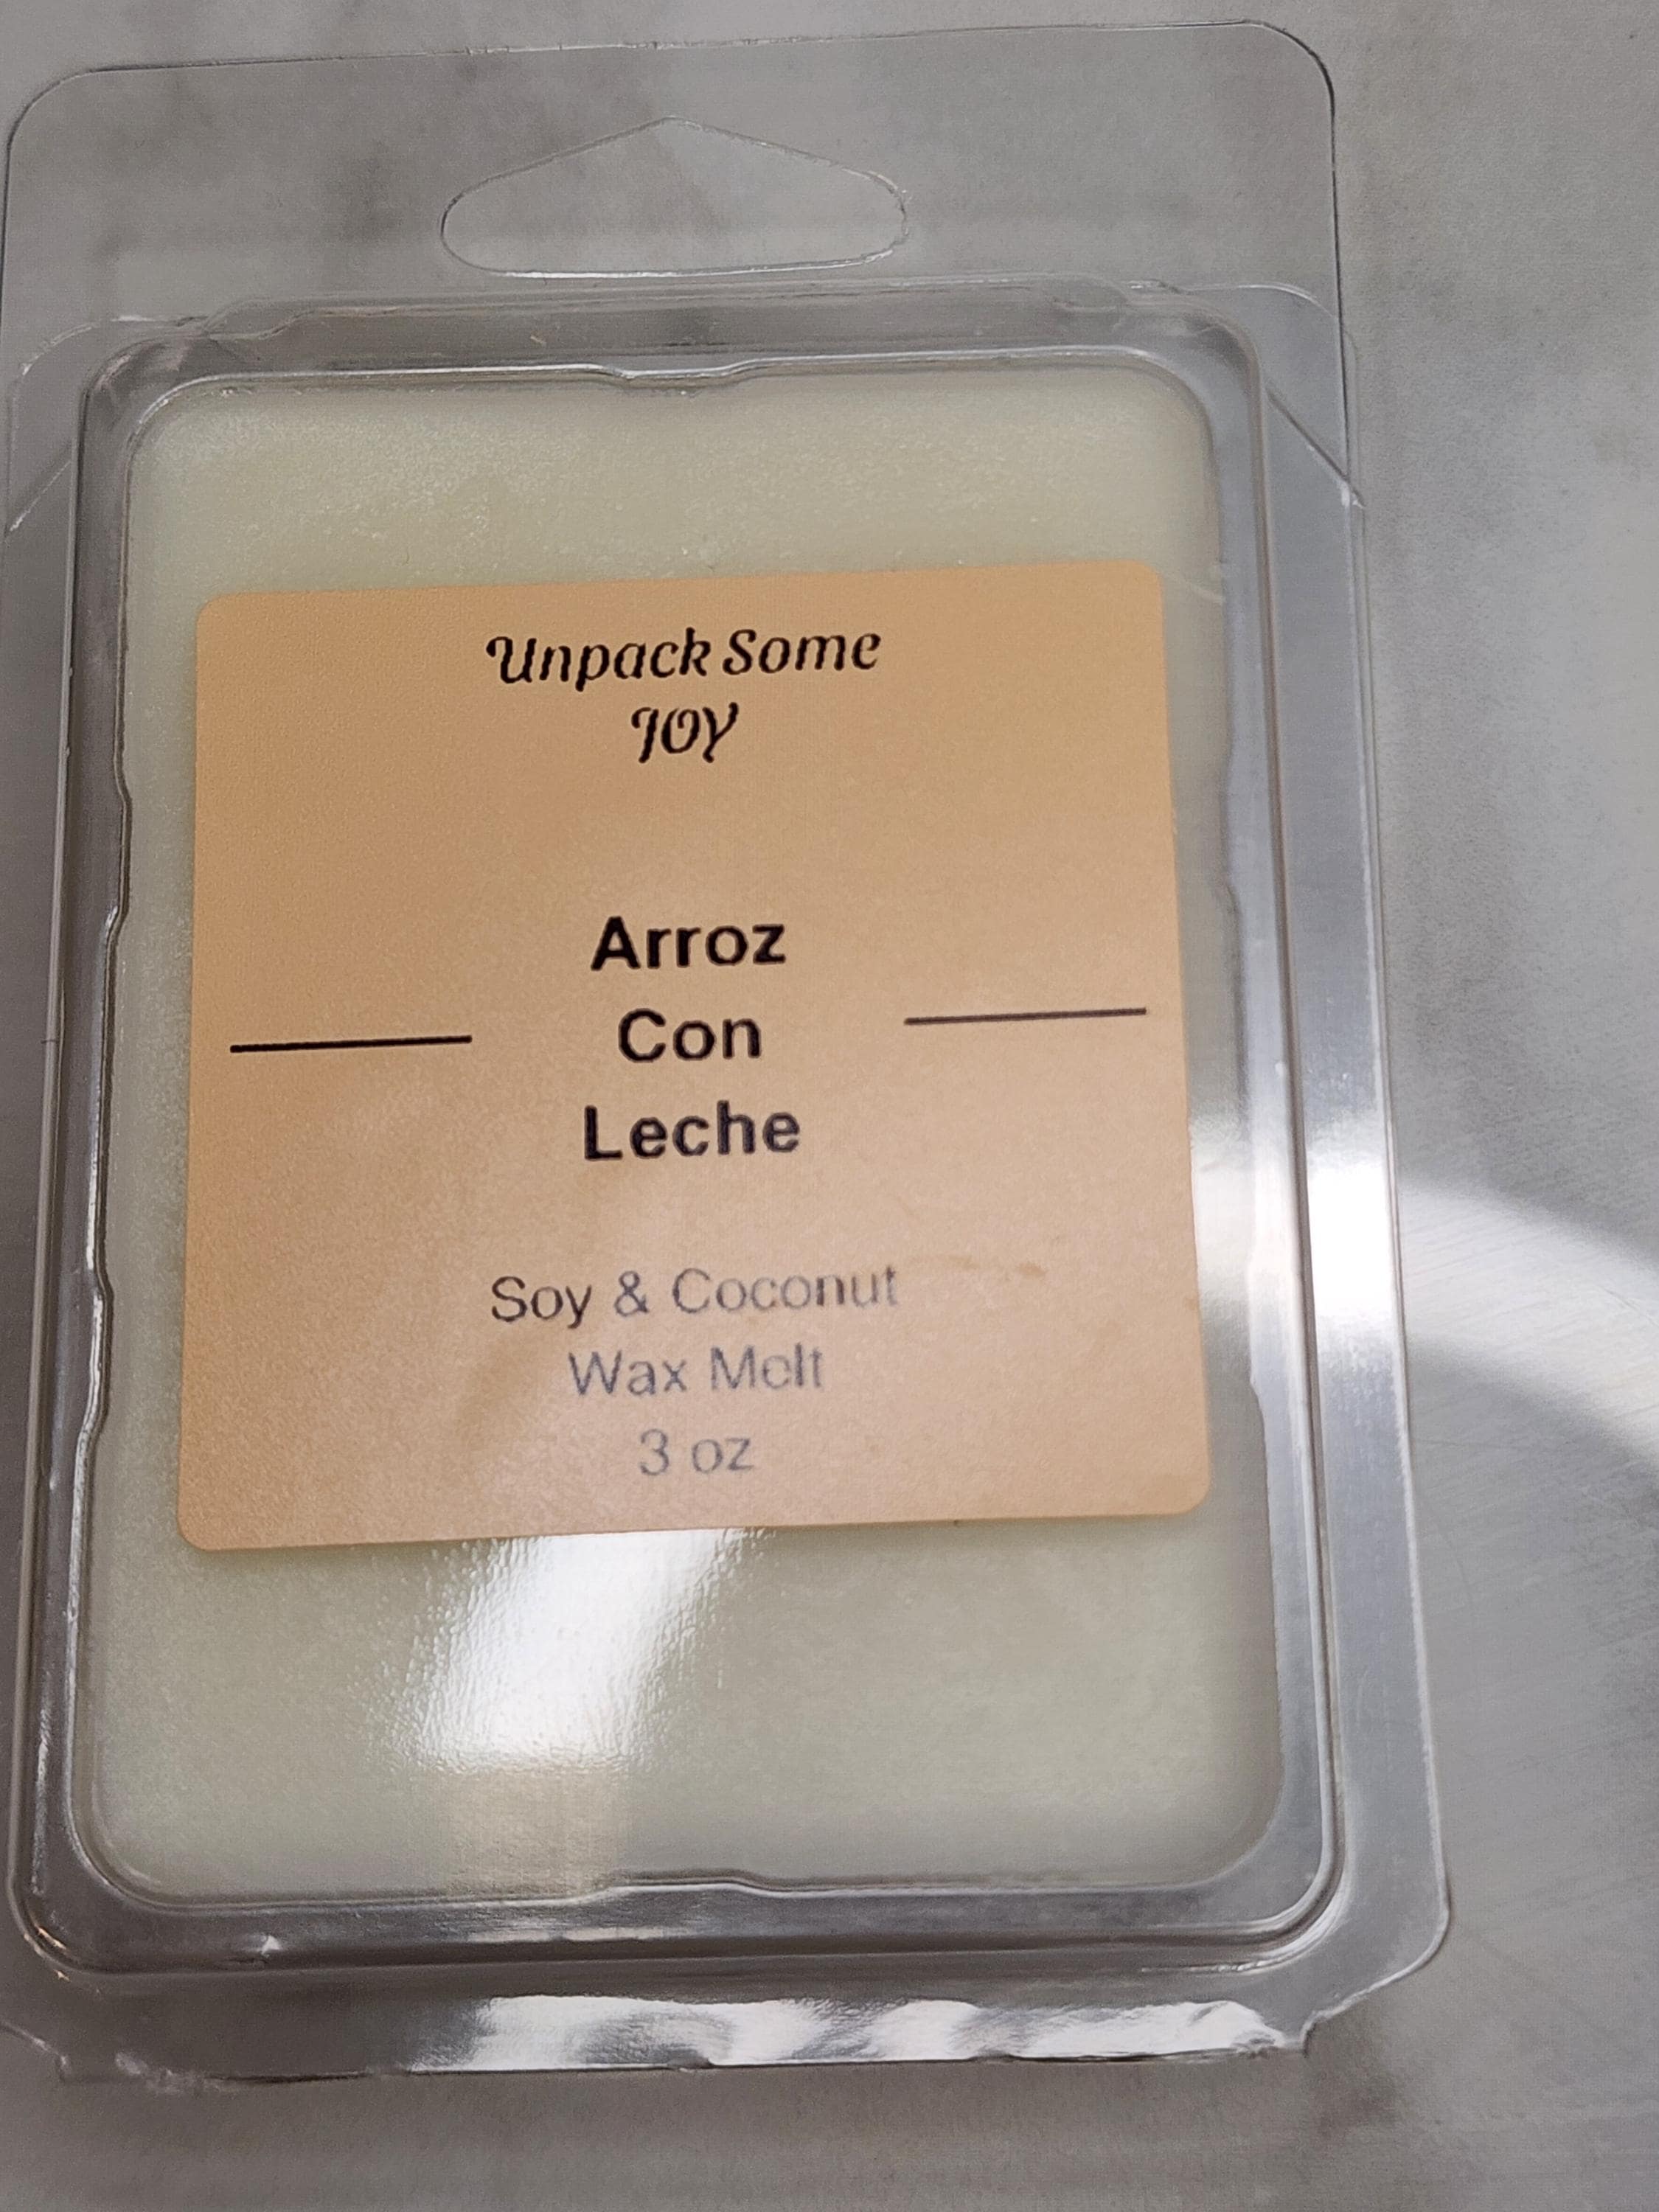 Unpack Some
JOY
Arroz
Con
Leche
Soy & Coconut
Wax Melt
3 oz